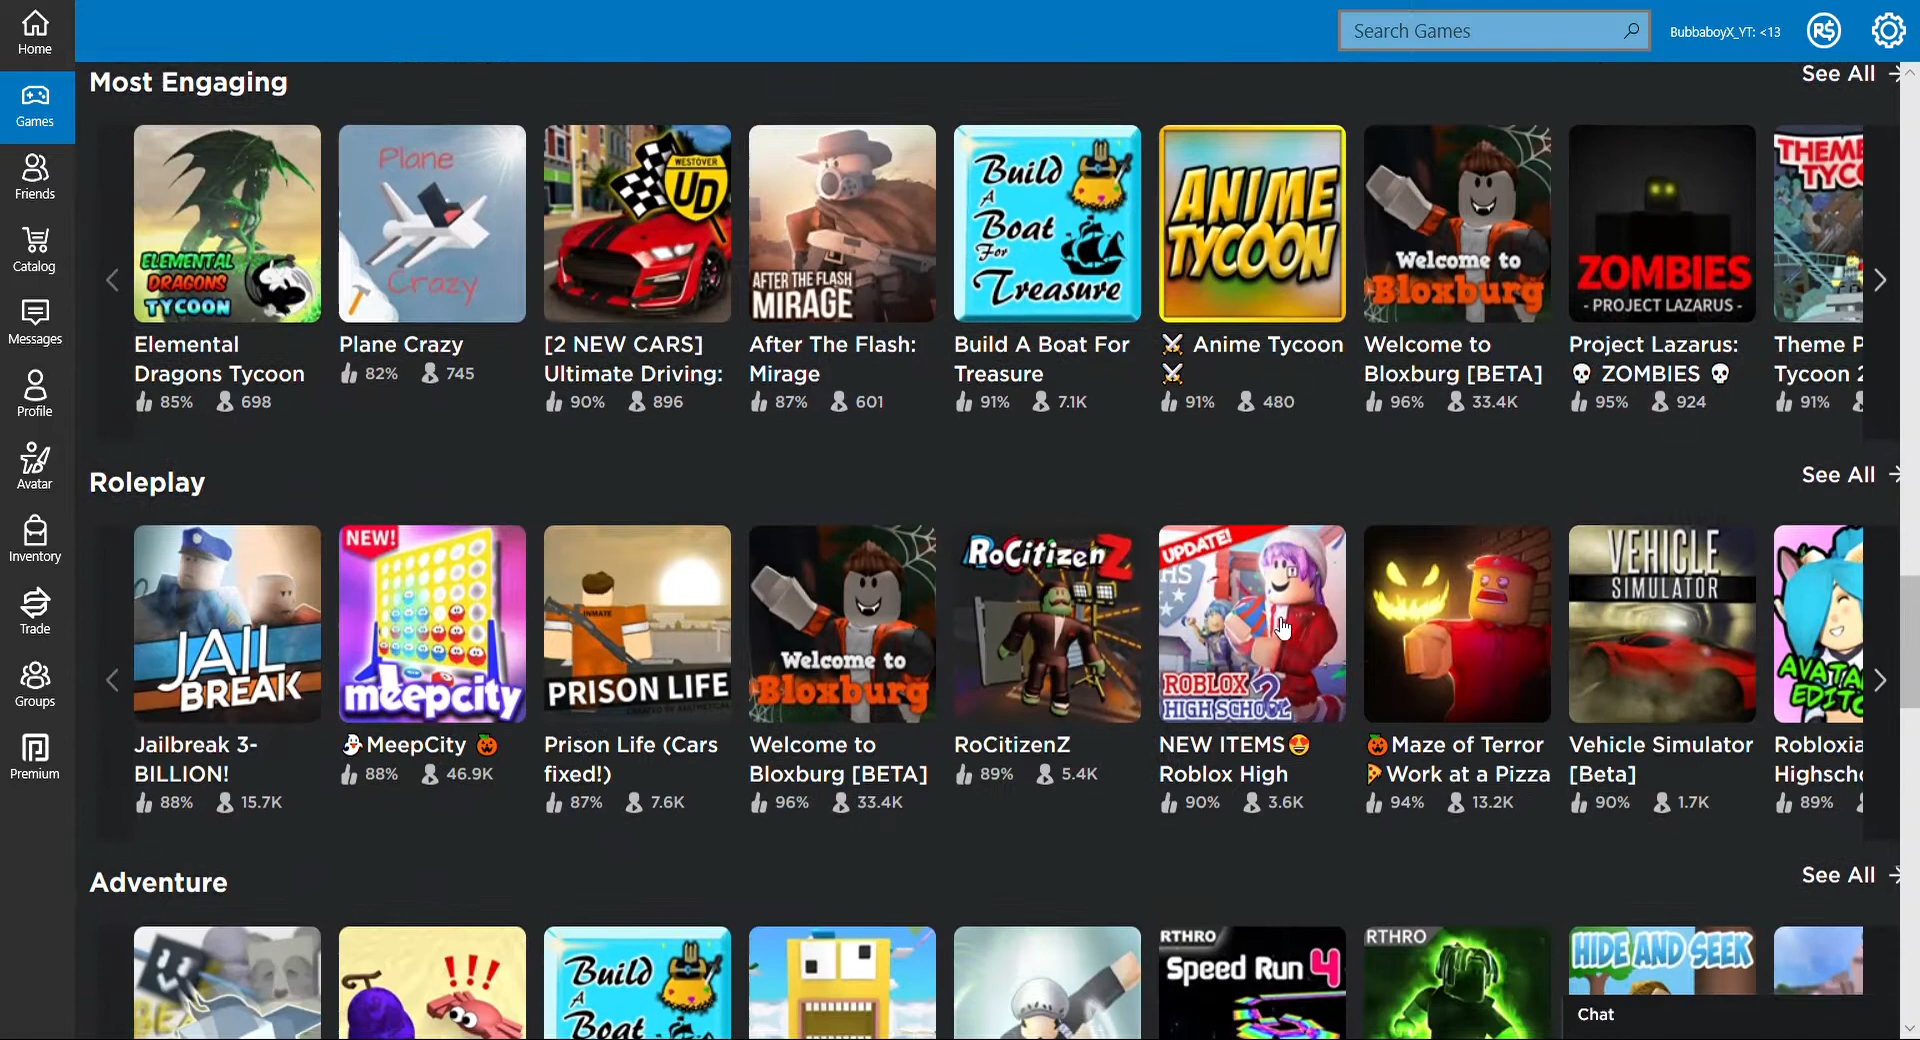 Home
Search Games
BubbaboyX_YT: <13
R$
Games
Friends
Catalog
Messages
Profile
Avatar
Inventory
Trade
Groups
Premium
Most Engaging
See All
ELEMENTAL
DRAGONS
TYCOON
Plane
Crazy
WESTOVER
UD
AFTER THE FLASH
MIRAGE
Build
A
Boat
For
Treasure
ANIME
TYCOON
Welcome to
Bloxburg
ZOMBIES
- PROJECT LAZARUS -
THEME
TYC
Elemental
Dragons Tycoon
85% 698
Plane Crazy
82% 745
[2 NEW CARS]
Ultimate Driving:
90% 896
After The Flash:
Mirage
87% 601
Build A Boat For
Treasure
91% 7.1K
⚔️ Anime Tycoon
⚔️
91% 480
Welcome to
Bloxburg [BETA]
96% 33.4K
Project Lazarus:
💀 ZOMBIES 💀
95% 924
Theme P
Tycoon 2
91%
Roleplay
See All
JAIL
BREAK
NEW!
meepcity
INMATE
PRISON LIFE
Welcome to
Bloxburg
RoCitizenZ
UPDATE!
HS
ROBLOX
HIGH SCHOOL
2
VEHICLE
SIMULATOR
AVATA
EDITO
Jailbreak 3-
BILLION!
88% 15.7K
👻MeepCity 🎃
88% 46.9K
Prison Life (Cars
fixed!)
87% 7.6K
Welcome to
Bloxburg [BETA]
96% 33.4K
RoCitizenZ
89% 5.4K
NEW ITEMS😍
Roblox High
90% 3.6K
🎃Maze of Terror
🍕Work at a Pizza
94% 13.2K
Vehicle Simulator
[Beta]
90% 1.7K
Robloxia
Highscho
89%
Adventure
See All
!!!
Build
A
Boat
RTHRO
Speed Run 4
RTHRO
HIDE AND SEEK
Chat